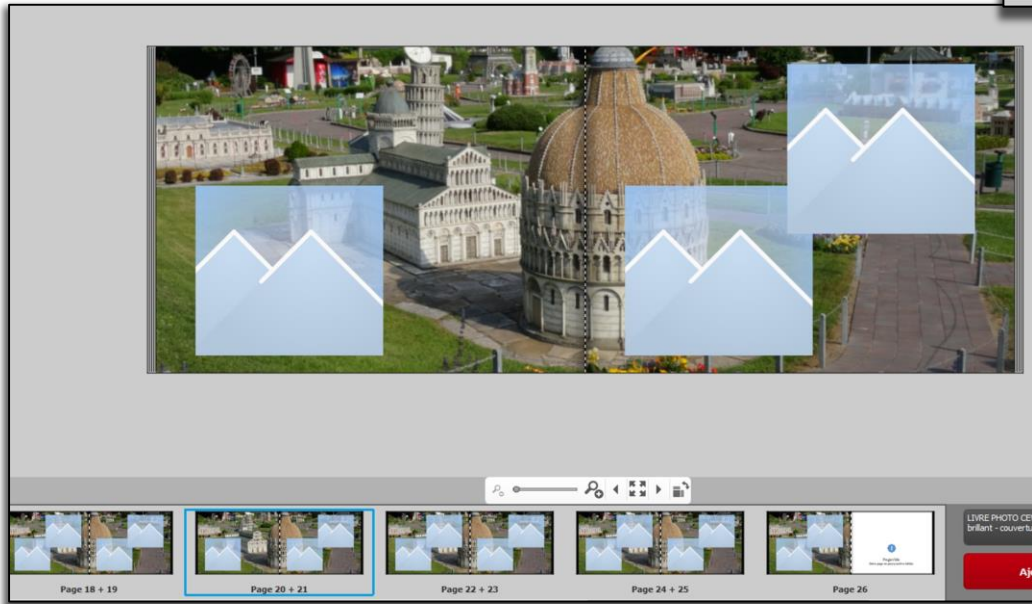 LIVRE PHOTO CE
brillant - couvertu
Aj
Page 18 + 19
Page 20 + 21
Page 22 + 23
Page 24 + 25
Page 26